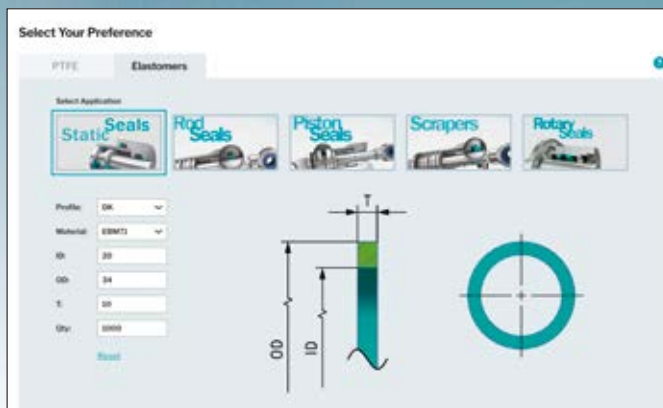 Select Your Preference
PTFE
Elastomers
Select Application
Static Seals
Rod Seals
Piston Seals
Scrapers
Rotary Seals
Profile: DK
Material:
ID: 20
OD: 34
T: 10
Qty: 1000
Reset
T
OD
ID